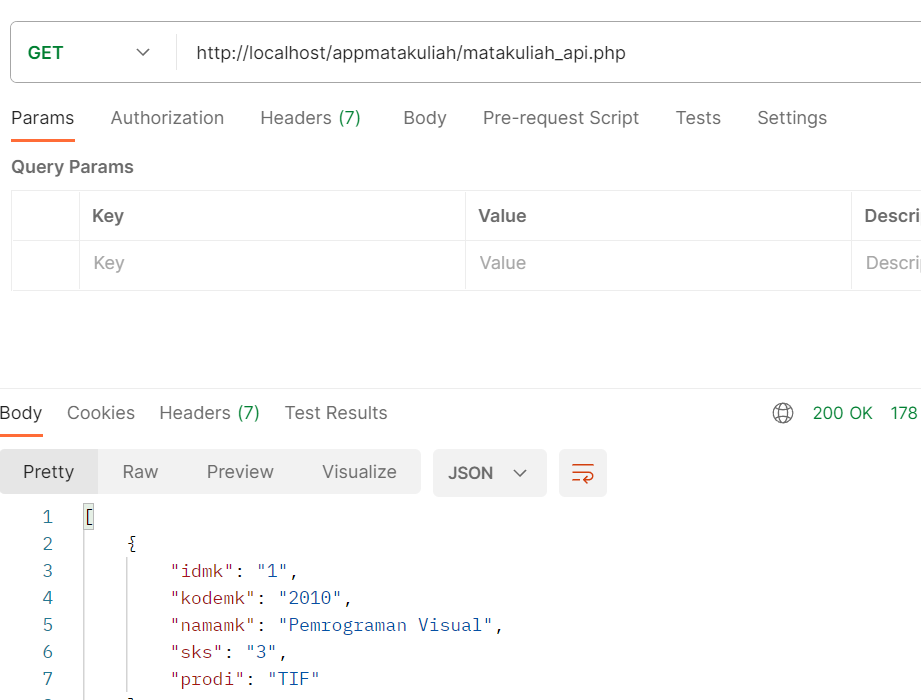 GET http://localhost/appmatakuliah/matakuliah_api.php
Params Authorization Headers (7) Body Pre-request Script Tests Settings
Query Params
Key Value Descri
Key Value Descri
Body Cookies Headers (7) Test Results 200 OK 178
Pretty Raw Preview Visualize JSON
1 [
2 {
3 "idmk": "1",
4 "kodemk": "2010",
5 "namamk": "Pemrograman Visual",
6 "sks": "3",
7 "prodi": "TIF"